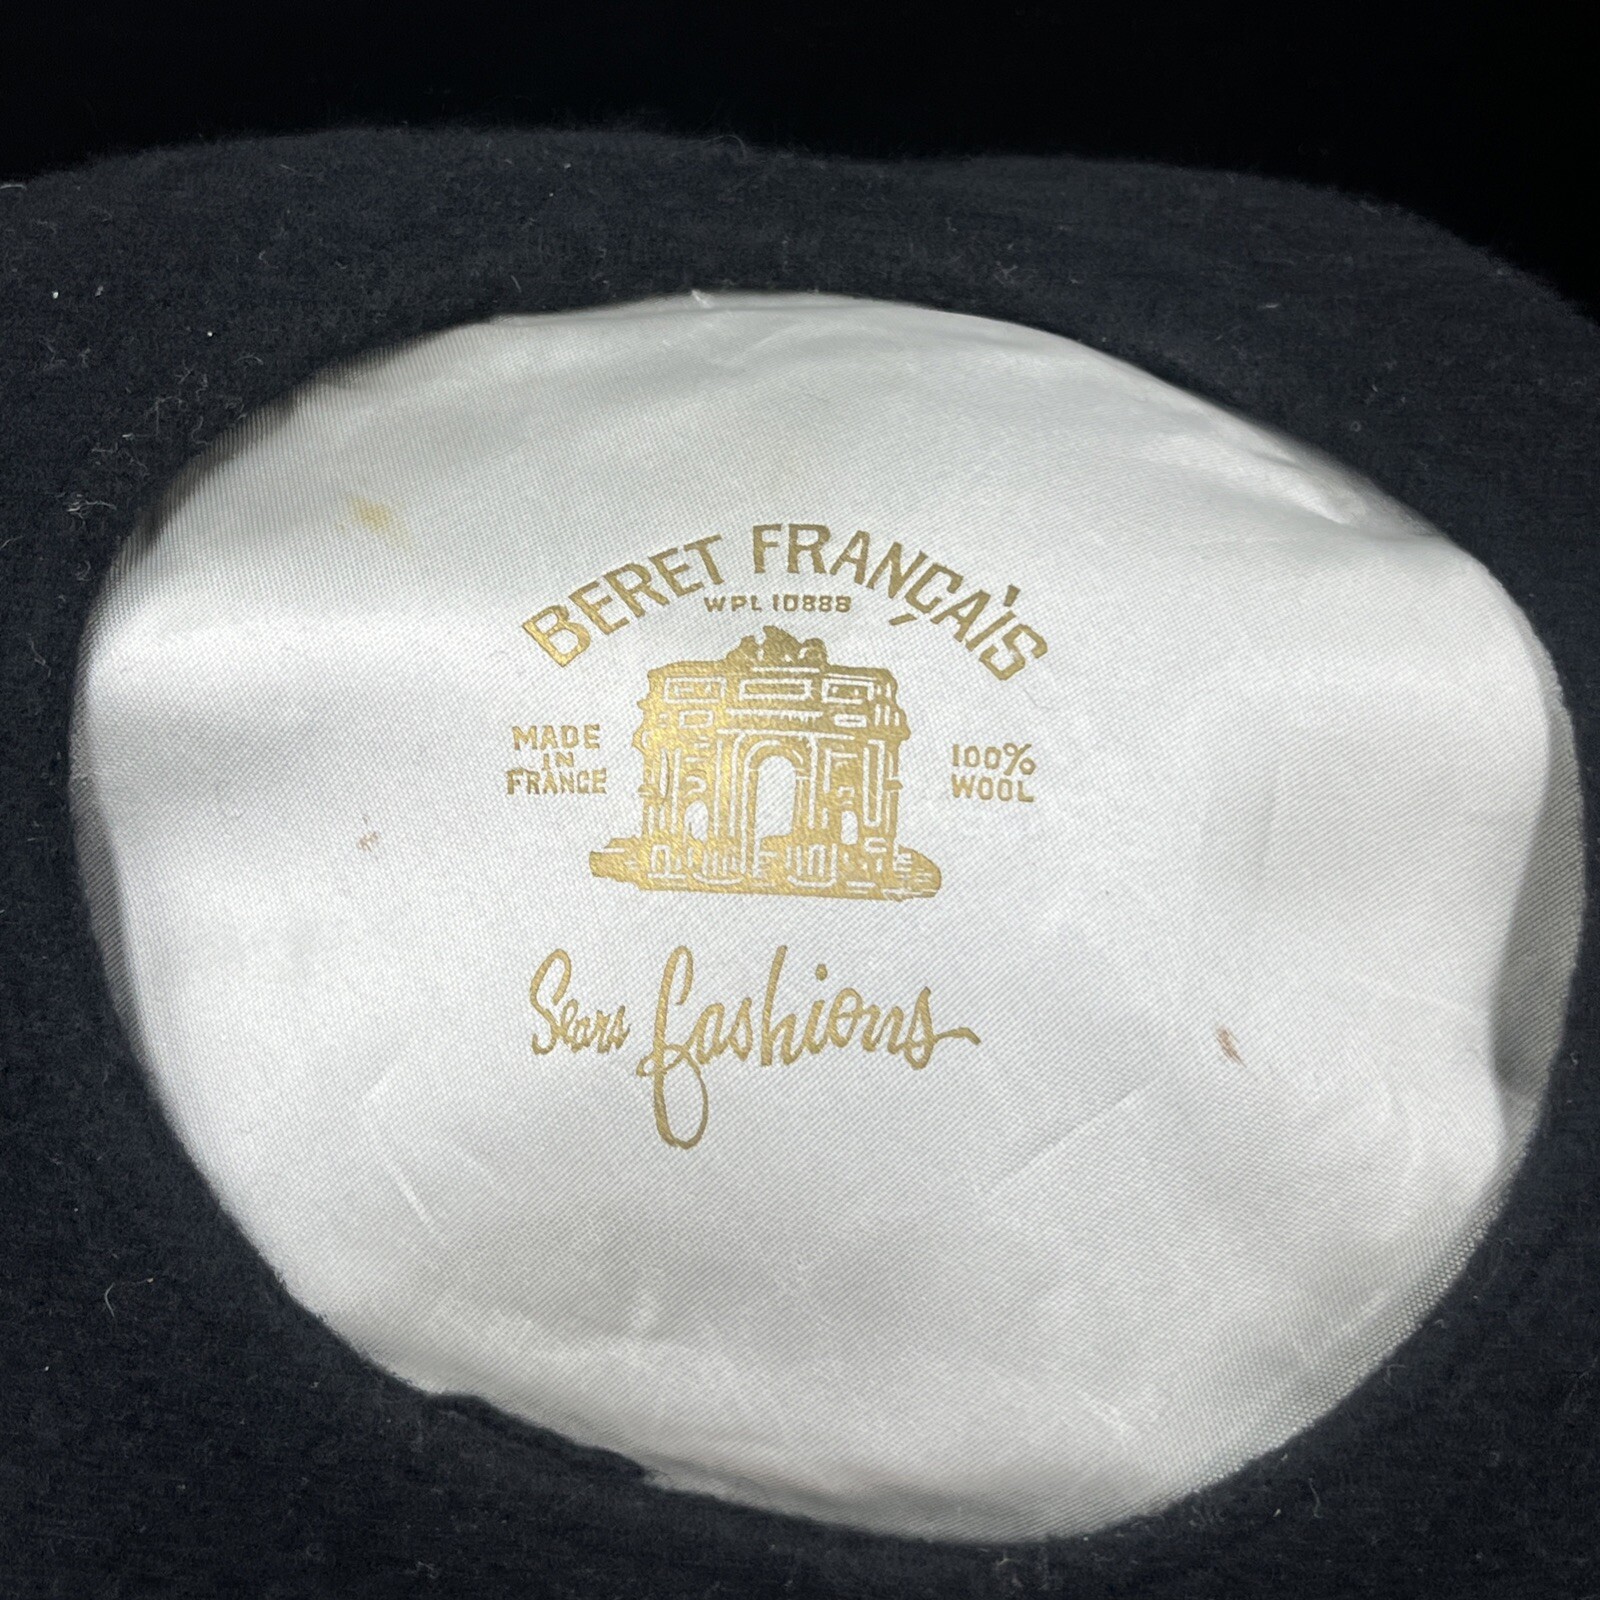 BERET FRANÇAIS
WPL 10888
MADE
IN
FRANCE
100%
WOOL
Sears fashions